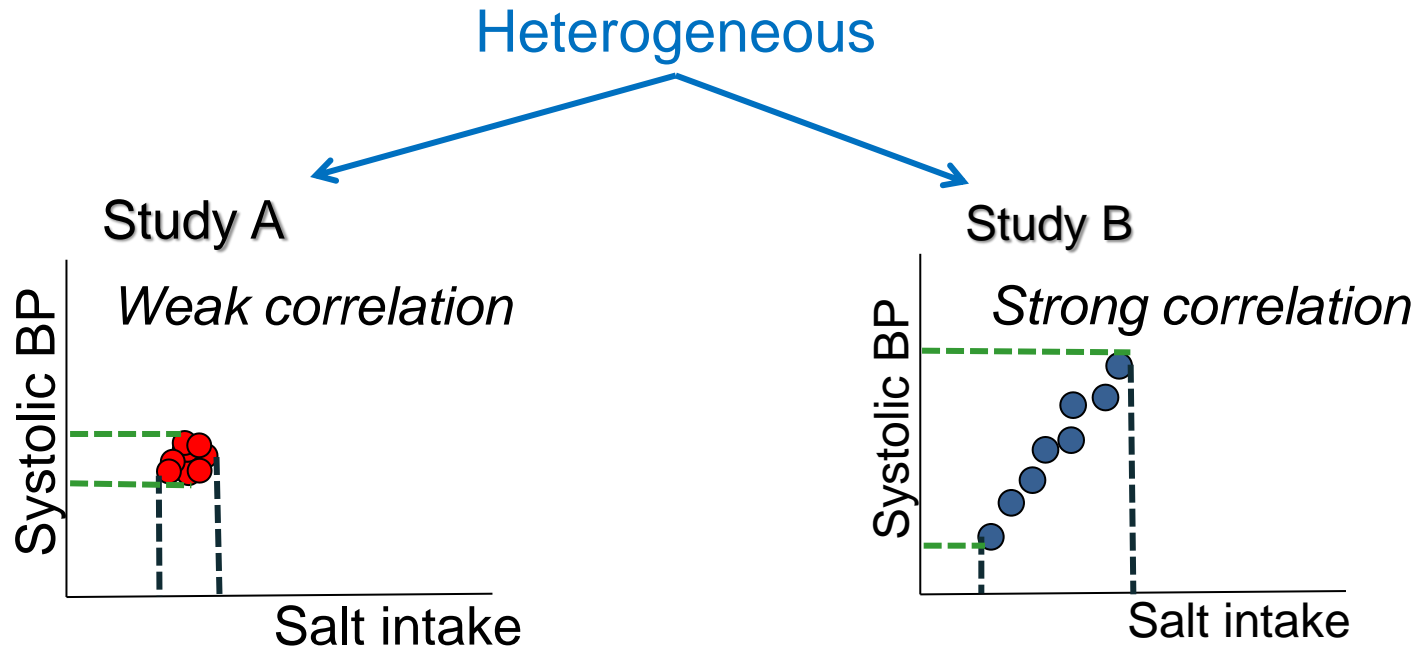 Heterogeneous
Study A
Weak correlation
Systolic BP
Salt intake
Study B
Strong correlation
Systolic BP
Salt intake